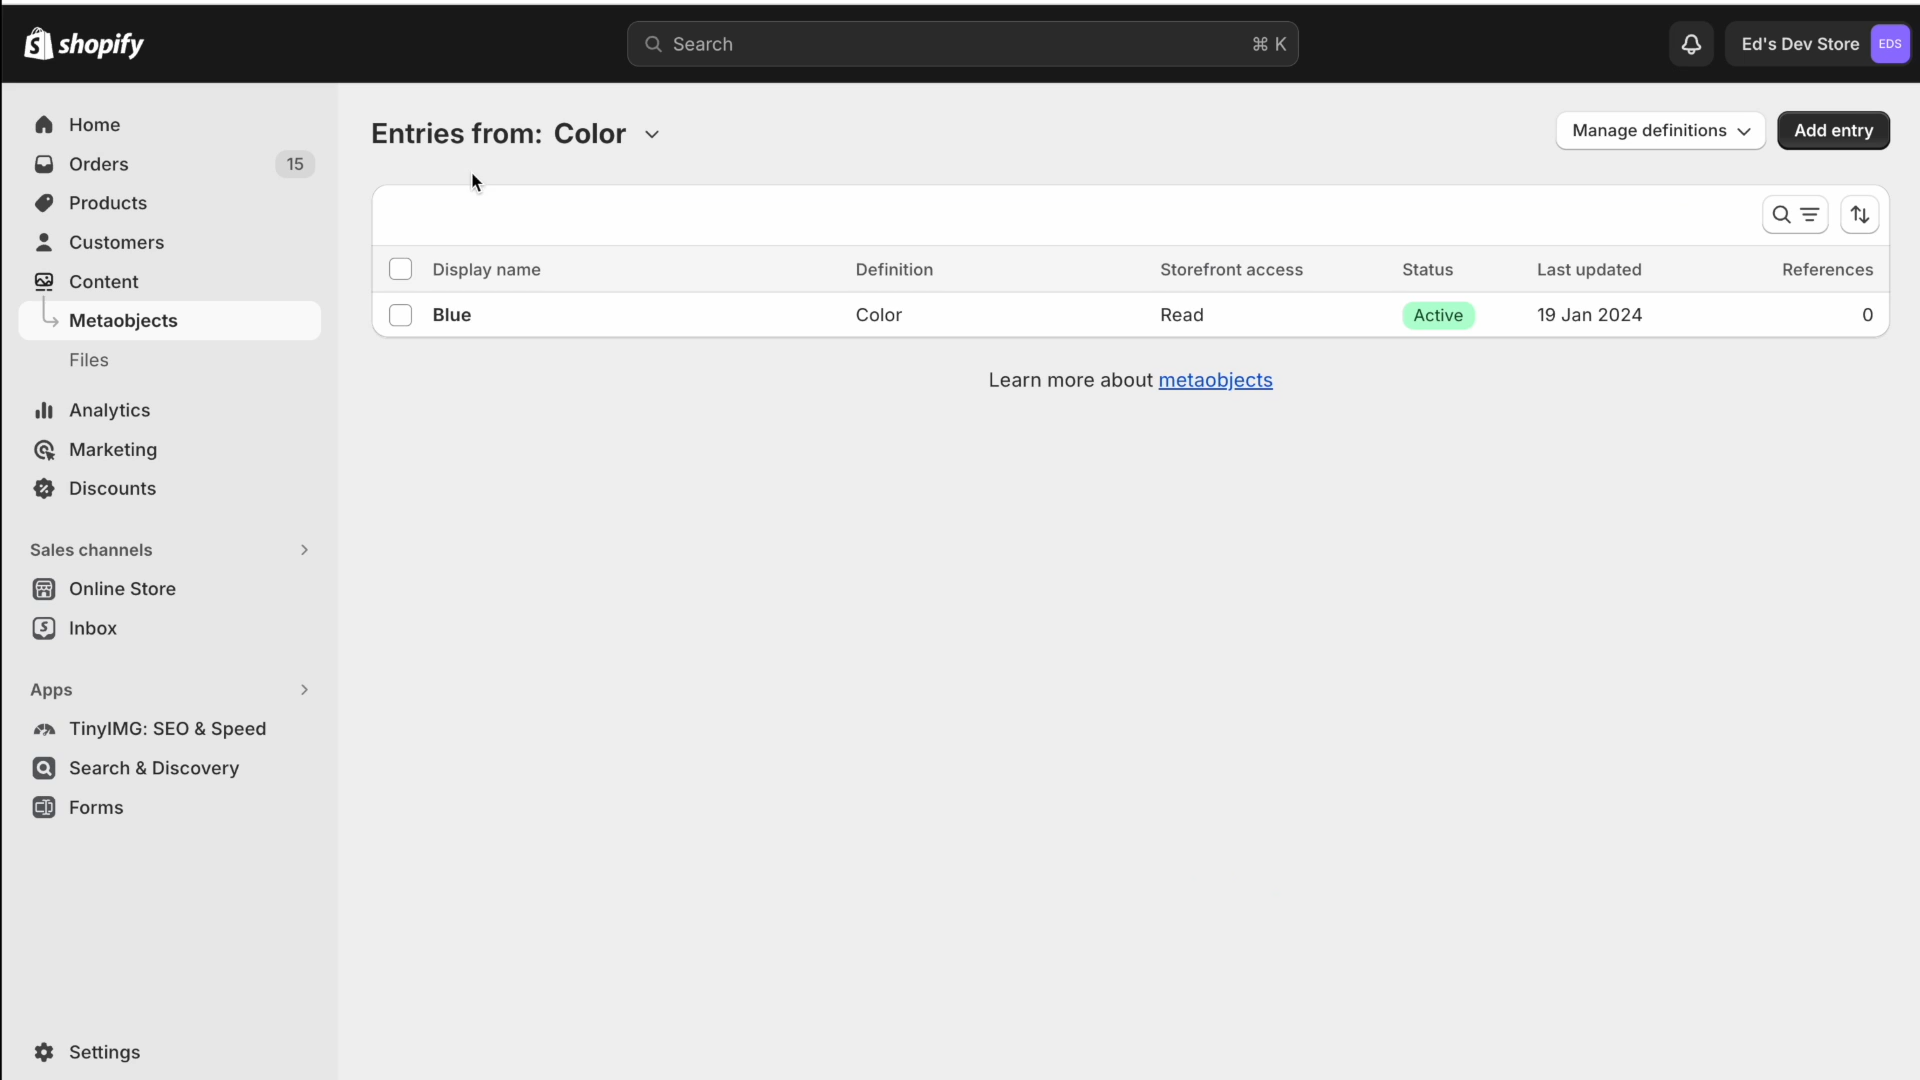 shopify
Search
⌘ K
Ed's Dev Store
EDS
Home
Orders
15
Products
Customers
Content
Metaobjects
Files
Analytics
Marketing
Discounts
Sales channels
Online Store
Inbox
Apps
TinyIMG: SEO & Speed
Search & Discovery
Forms
Settings
Entries from: Color
Manage definitions
Add entry
Display name Definition Storefront access Status Last updated References
Blue Color Read Active 19 Jan 2024 0
Learn more about metaobjects